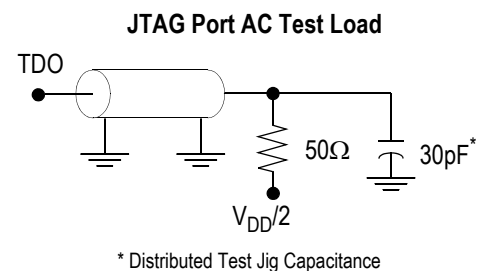 JTAG Port AC Test Load
TDO
50Ω
30pF*
VDD/2
* Distributed Test Jig Capacitance